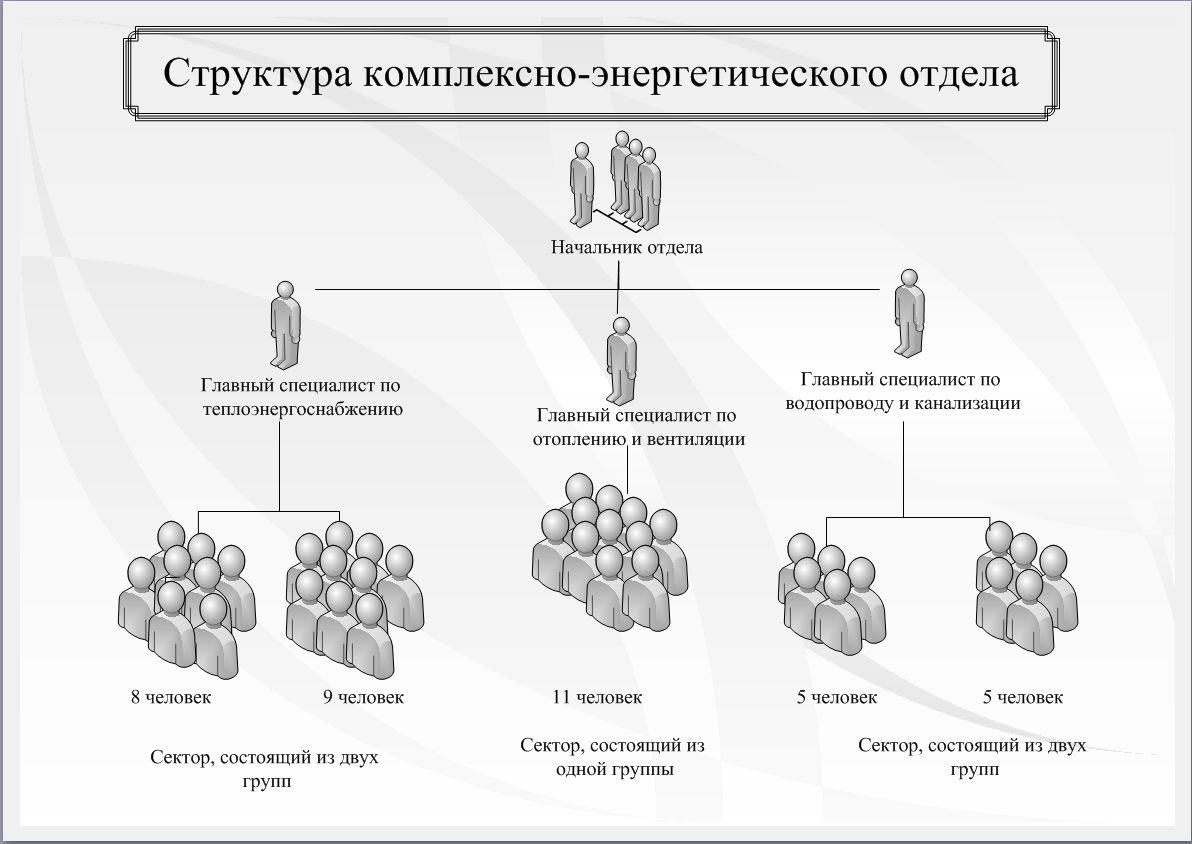 Структура комплексно-энергетического отдела
Начальник отдела
Главный специалист по
теплоэнергоснабжению
Главный специалист по
отоплению и вентиляции
Главный специалист по
водопроводу и канализации
8 человек
9 человек
11 человек
5 человек
5 человек
Сектор, состоящий из двух
групп
Сектор, состоящий из
одной группы
Сектор, состоящий из двух
групп